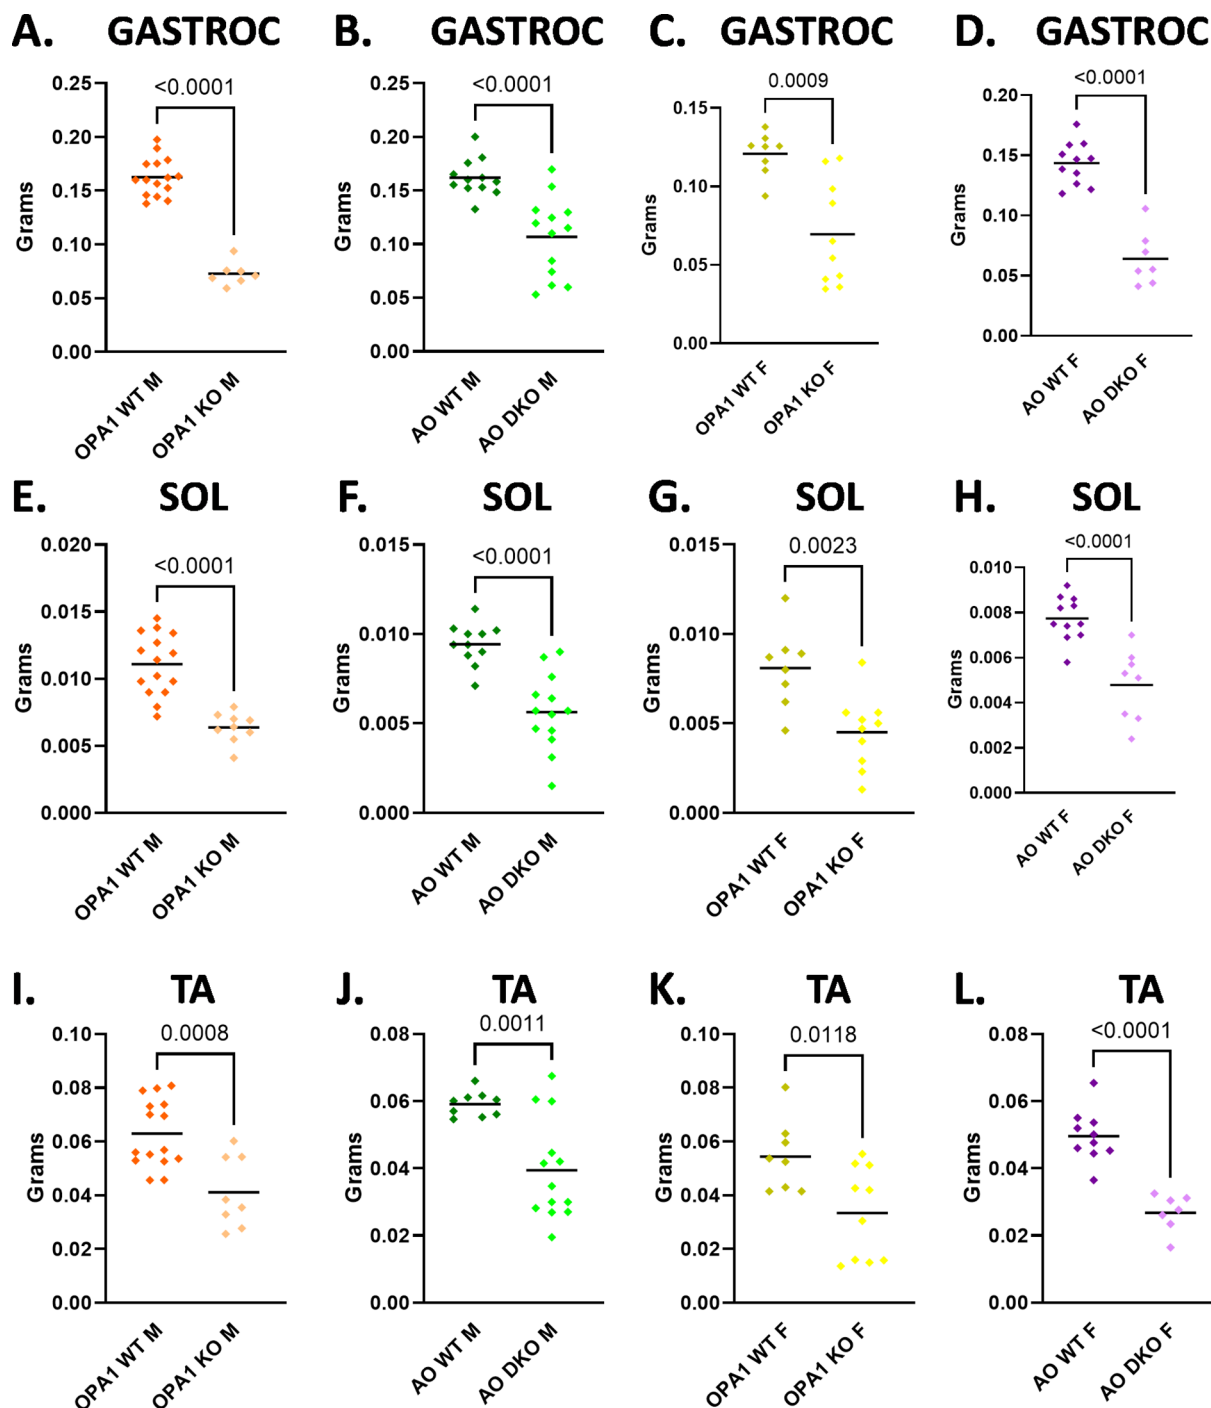 A. GASTROC
<0.0001
0.25
0.20
0.15
0.10
0.05
0.00
Grams
OPA1 WT M
OPA1 KO M
B. GASTROC
<0.0001
0.25
0.20
0.15
0.10
0.05
0.00
Grams
AO WT M
AO DKO M
C. GASTROC
0.0009
0.15
0.10
0.05
0.00
Grams
OPA1 WT F
OPA1 KO F
D. GASTROC
<0.0001
0.20
0.15
0.10
0.05
0.00
Grams
AO WT F
AO DKO F
E. SOL
<0.0001
0.020
0.015
0.010
0.005
0.000
Grams
OPA1 WT M
OPA1 KO M
F. SOL
<0.0001
0.015
0.010
0.005
0.000
Grams
AO WT M
AO DKO M
G. SOL
0.0023
0.015
0.010
0.005
0.000
Grams
OPA1 WT F
OPA1 KO F
H. SOL
<0.0001
0.010
0.008
0.006
0.004
0.002
0.000
Grams
AO WT F
AO DKO F
I. TA
0.0008
0.10
0.08
0.06
0.04
0.02
0.00
Grams
OPA1 WT M
OPA1 KO M
J. TA
0.0011
0.08
0.06
0.04
0.02
0.00
Grams
AO WT M
AO DKO M
K. TA
0.0118
0.10
0.08
0.06
0.04
0.02
0.00
Grams
OPA1 WT F
OPA1 KO F
L. TA
<0.0001
0.08
0.06
0.04
0.02
0.00
Grams
AO WT F
AO DKO F